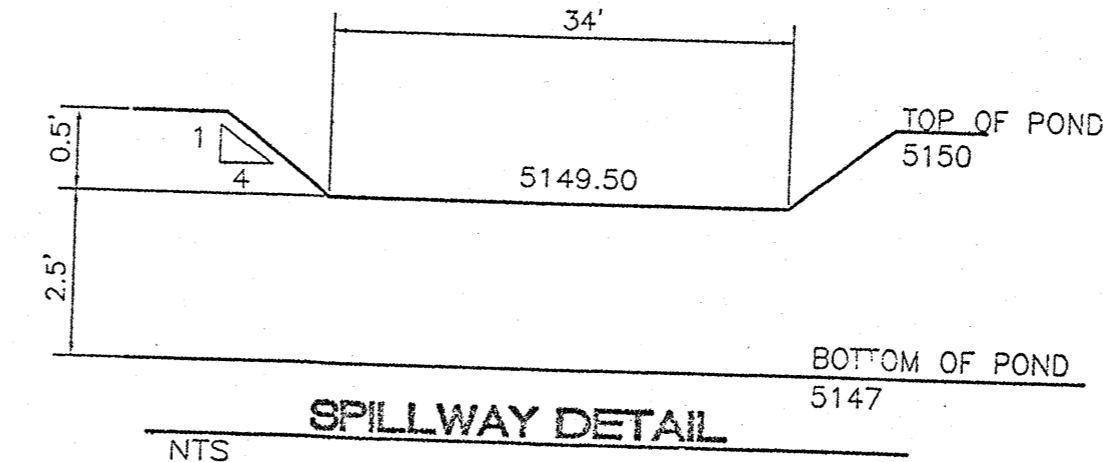 34'
0.5'
1
4
5149.50
TOP OF POND
5150
2.5'
BOTTOM OF POND
5147
SPILLWAY DETAIL
NTS